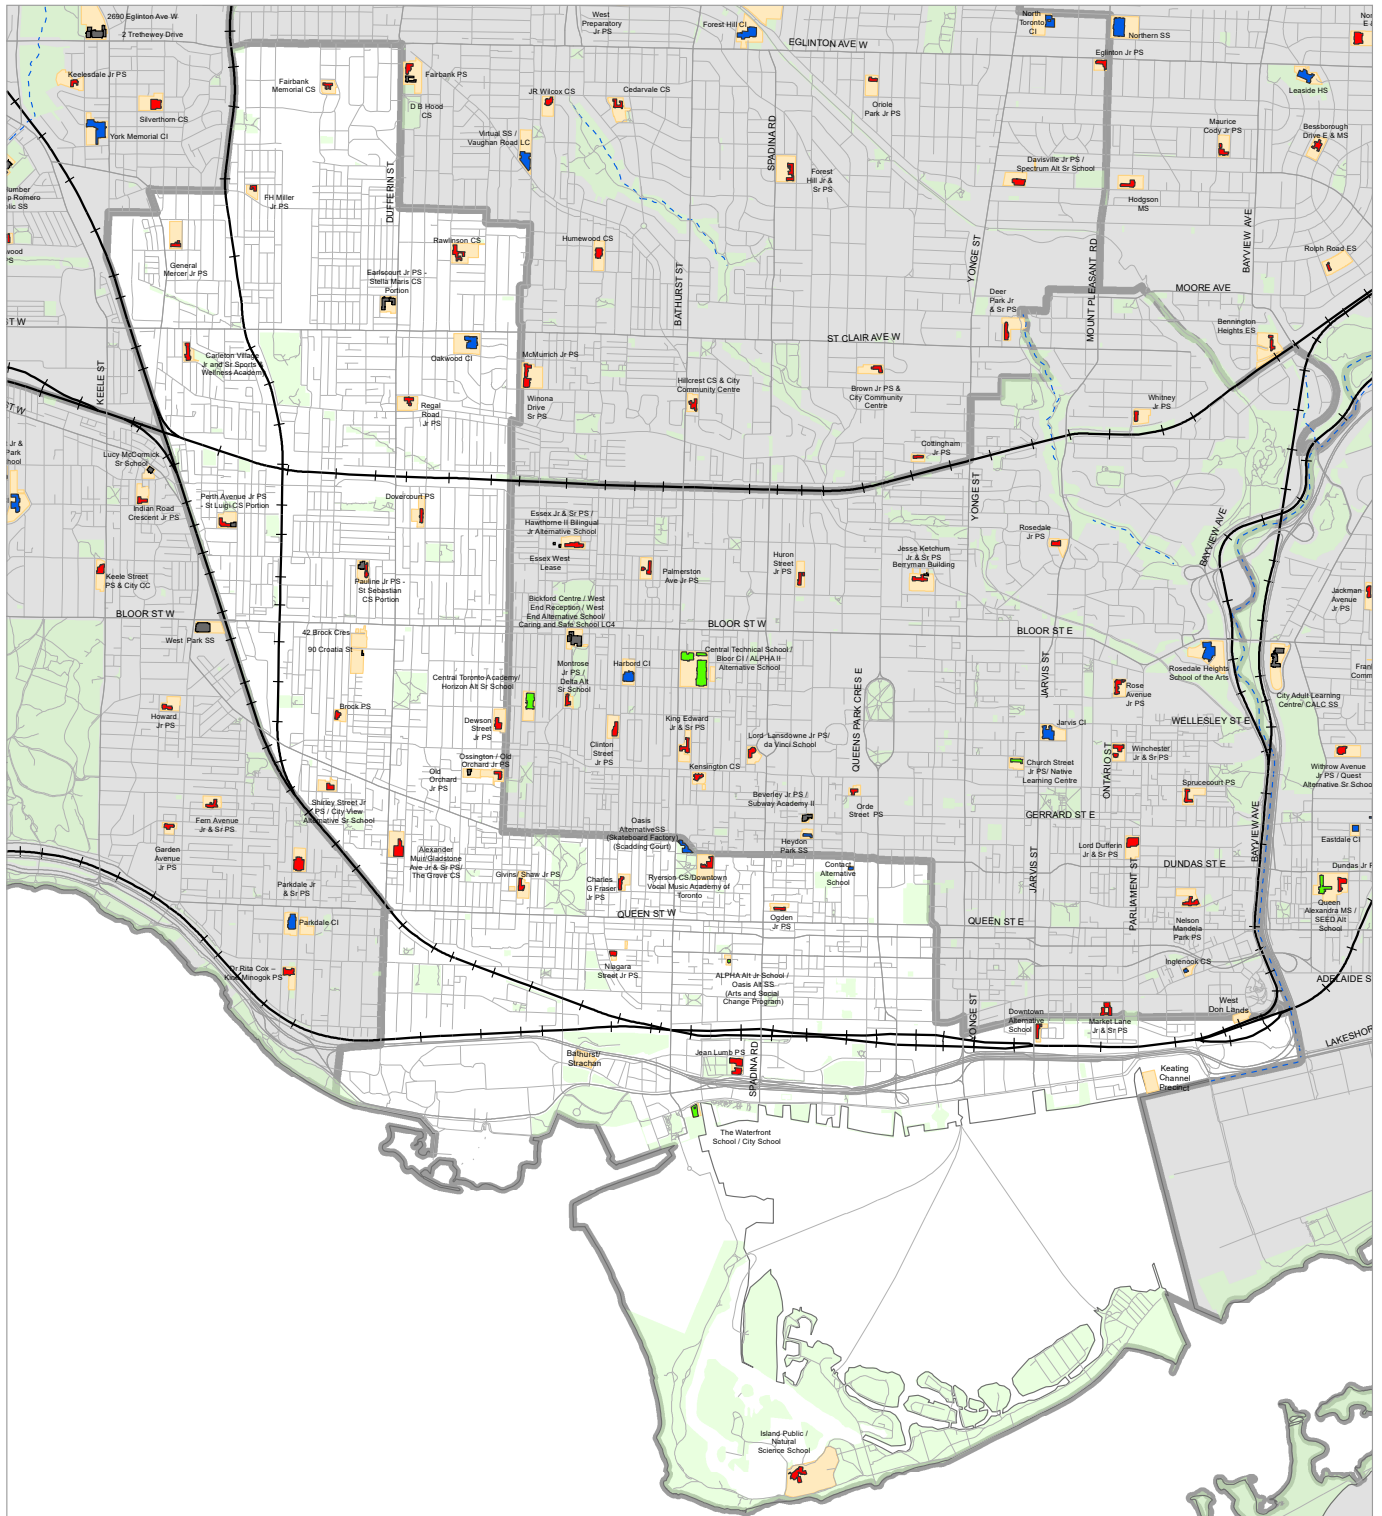 2690 Eglinton Ave W
2 Trethewey Drive
West
Preparatory
Jr PS
Forest Hill CI
EGLINTON AVE W
North
Toronto
CI
Northern SS
Eglinton Jr PS
Keelesdale Jr PS
Silverthorn CS
York Memorial CI
Fairbank
Memorial CS
Fairbank PS
D B Hood
CS
JR Wilcox CS
Cedarvale CS
Virtual SS /
Vaughan Road LC
SPADINA RD
Oriole
Park Jr PS
Forest
Hill Jr &
Sr PS
Leaside HS
Maurice
Cody Jr PS
Bessborough
Drive E & MS
Davisville Jr PS /
Spectrum Alt Sr School
Hodgson
MS
FH Miller
Jr PS
DUFFERIN ST
General
Mercer Jr PS
Rawlinson CS
Humewood CS
Earlscourt Jr PS -
Stella Maris CS
Portion
BATHURST ST
YONGE ST
MOUNT PLEASANT RD
BAYVIEW AVE
Rolph Road ES
MOORE AVE
Deer
Park Jr
& Sr PS
Bennington
Heights ES
ST CLAIR AVE W
KEELE ST
Carleton Village
Jr and Sr Sports &
Wellness Academy
Oakwood CI
McMurrich Jr PS
Winona
Drive
Sr PS
Hillcrest CS & City
Community Centre
Brown Jr PS &
City Community
Centre
Whitney
Jr PS
Regal
Road
Jr PS
Cottingham
Jr PS
Lucy McCormick
Sr School
Indian Road
Crescent Jr PS
Perth Avenue Jr PS
- St Luigi CS Portion
Dovercourt PS
Essex Jr & Sr PS /
Hawthorne II Bilingual
Jr Alternative School
Essex West
Lease
YONGE ST
Rosedale
Jr PS
BAYVIEW AVE
Keele Street
PS & City CC
Pauline Jr PS -
St Sebastian
CS Portion
Palmerston
Ave Jr PS
Huron
Street
Jr PS
Jesse Ketchum
Jr & Sr PS
Berryman Building
Jackman
Avenue
Jr PS
BLOOR ST W
West Park SS
Bickford Centre / West
End Reception / West
End Alternative School/
Caring and Safe School LC4
BLOOR ST W
BLOOR ST E
42 Brock Cres
90 Croatia St
Central Technical School /
Bloor CI / ALPHA II
Alternative School
Harbord CI
Montrose
Jr PS /
Delta Alt
Sr School
Central Toronto Academy/
Horizon Alt Sr School
QUEENS PARK CRES E
JARVIS ST
Rosedale Heights
School of the Arts
City Adult Learning
Centre/ CALC SS
Rose
Avenue
Jr PS
Howard
Jr PS
Brock PS
Dewson
Street
Jr PS
Clinton
Street
Jr PS
King Edward
Jr & Sr PS
Lord Lansdowne Jr PS/
da Vinci School
Jarvis CI
WELLESLEY ST E
Kensington CS
Church Street
Jr PS/ Native
Learning Centre
ONTARIO ST
Winchester
Jr & Sr PS
Withrow Avenue
Jr PS / Quest
Alternative Sr School
Ossington / Old
Orchard Jr PS
Old
Orchard
Jr PS
Sprucecourt PS
Shirley Street Jr
PS / City View
Alternative Sr School
Beverley Jr PS /
Subway Academy II
Orde
Street PS
GERRARD ST E
BAYVIEW AVE
Fern Avenue
Jr & Sr PS
Garden
Avenue
Jr PS
Oasis
AlternativeSS
(Skateboard Factory)
(Scadding Court)
Heydon
Park SS
Lord Dufferin
Jr & Sr PS
Eastdale CI
DUNDAS ST E
Alexander
Muir/Gladstone
Ave Jr & Sr PS/
The Grove CS
Parkdale Jr
& Sr PS
Givins/ Shaw Jr PS
Charles
G Fraser
Jr PS
Ryerson CS/Downtown
Vocal Music Academy of
Toronto
Contact
Alternative
School
JARVIS ST
PARLIAMENT ST
Queen
Alexandra MS /
SEED Alt
School
Parkdale CI
QUEEN ST W
Ogden
Jr PS
QUEEN ST E
Nelson
Mandela
Park PS
Dr Rita Cox –
Kina Minogok PS
Niagara
Street Jr PS
ALPHA Alt Jr School /
Oasis Alt SS
(Arts and Social
Change Program)
Inglenook CS
YONGE ST
Downtown
Alternative
School
Market Lane
Jr & Sr PS
West
Don Lands
Bathurst/
Strachan
Jean Lumb PS
SPADINA RD
Keating
Channel
Precinct
The Waterfront
School / City School
Island Public /
Natural
Science School